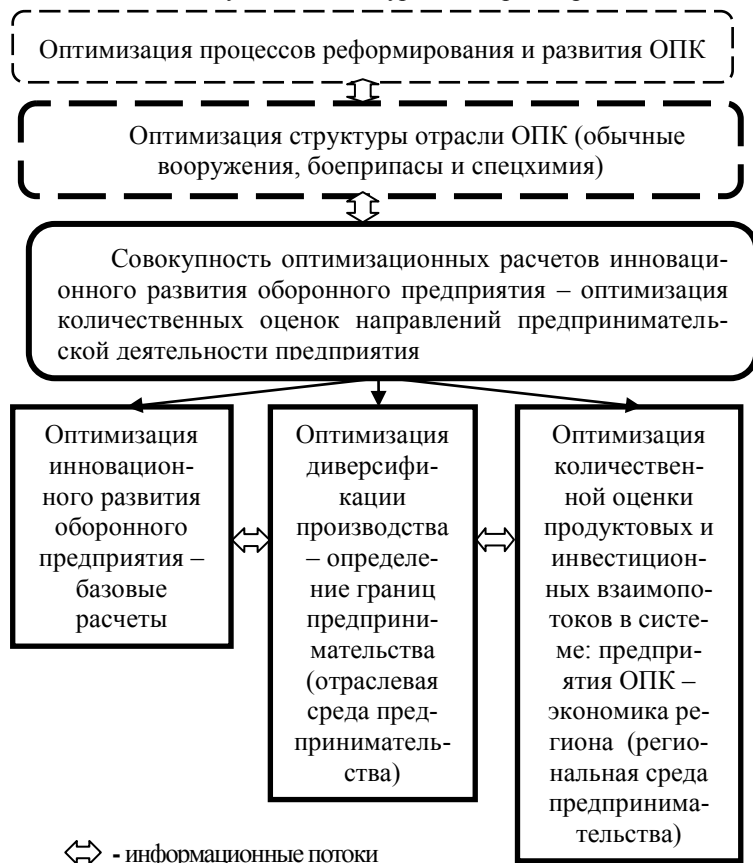 Оптимизация процессов реформирования и развития ОПК
Оптимизация структуры отрасли ОПК (обычные
вооружения, боеприпасы и спецхимия)
Совокупность оптимизационных расчетов инноваци-
онного развития оборонного предприятия – оптимизация
количественных оценок направлений предприниматель-
ской деятельности предприятия
Оптимизация
инновацион-
ного развития
оборонного
предприятия –
базовые
расчеты
Оптимизация
диверсифи-
кации
производства
– определе-
ние границ
предприни-
мательства
(отраслевая
среда пред-
приниматель-
ства)
Оптимизация
количествен-
ной оценки
продуктовых и
инвестицион-
ных взаимопо-
токов в систе-
ме: предпри-
ятия ОПК –
экономика ре-
гиона (регио-
нальная среда
предпринима-
тельства)
- информационные потоки